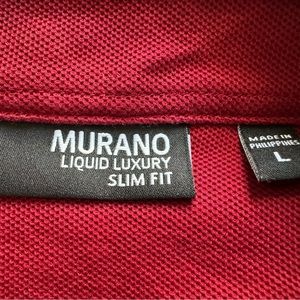 MURANO
LIQUID LUXURY
SLIM FIT
MADE IN
PHILIPPINES
L